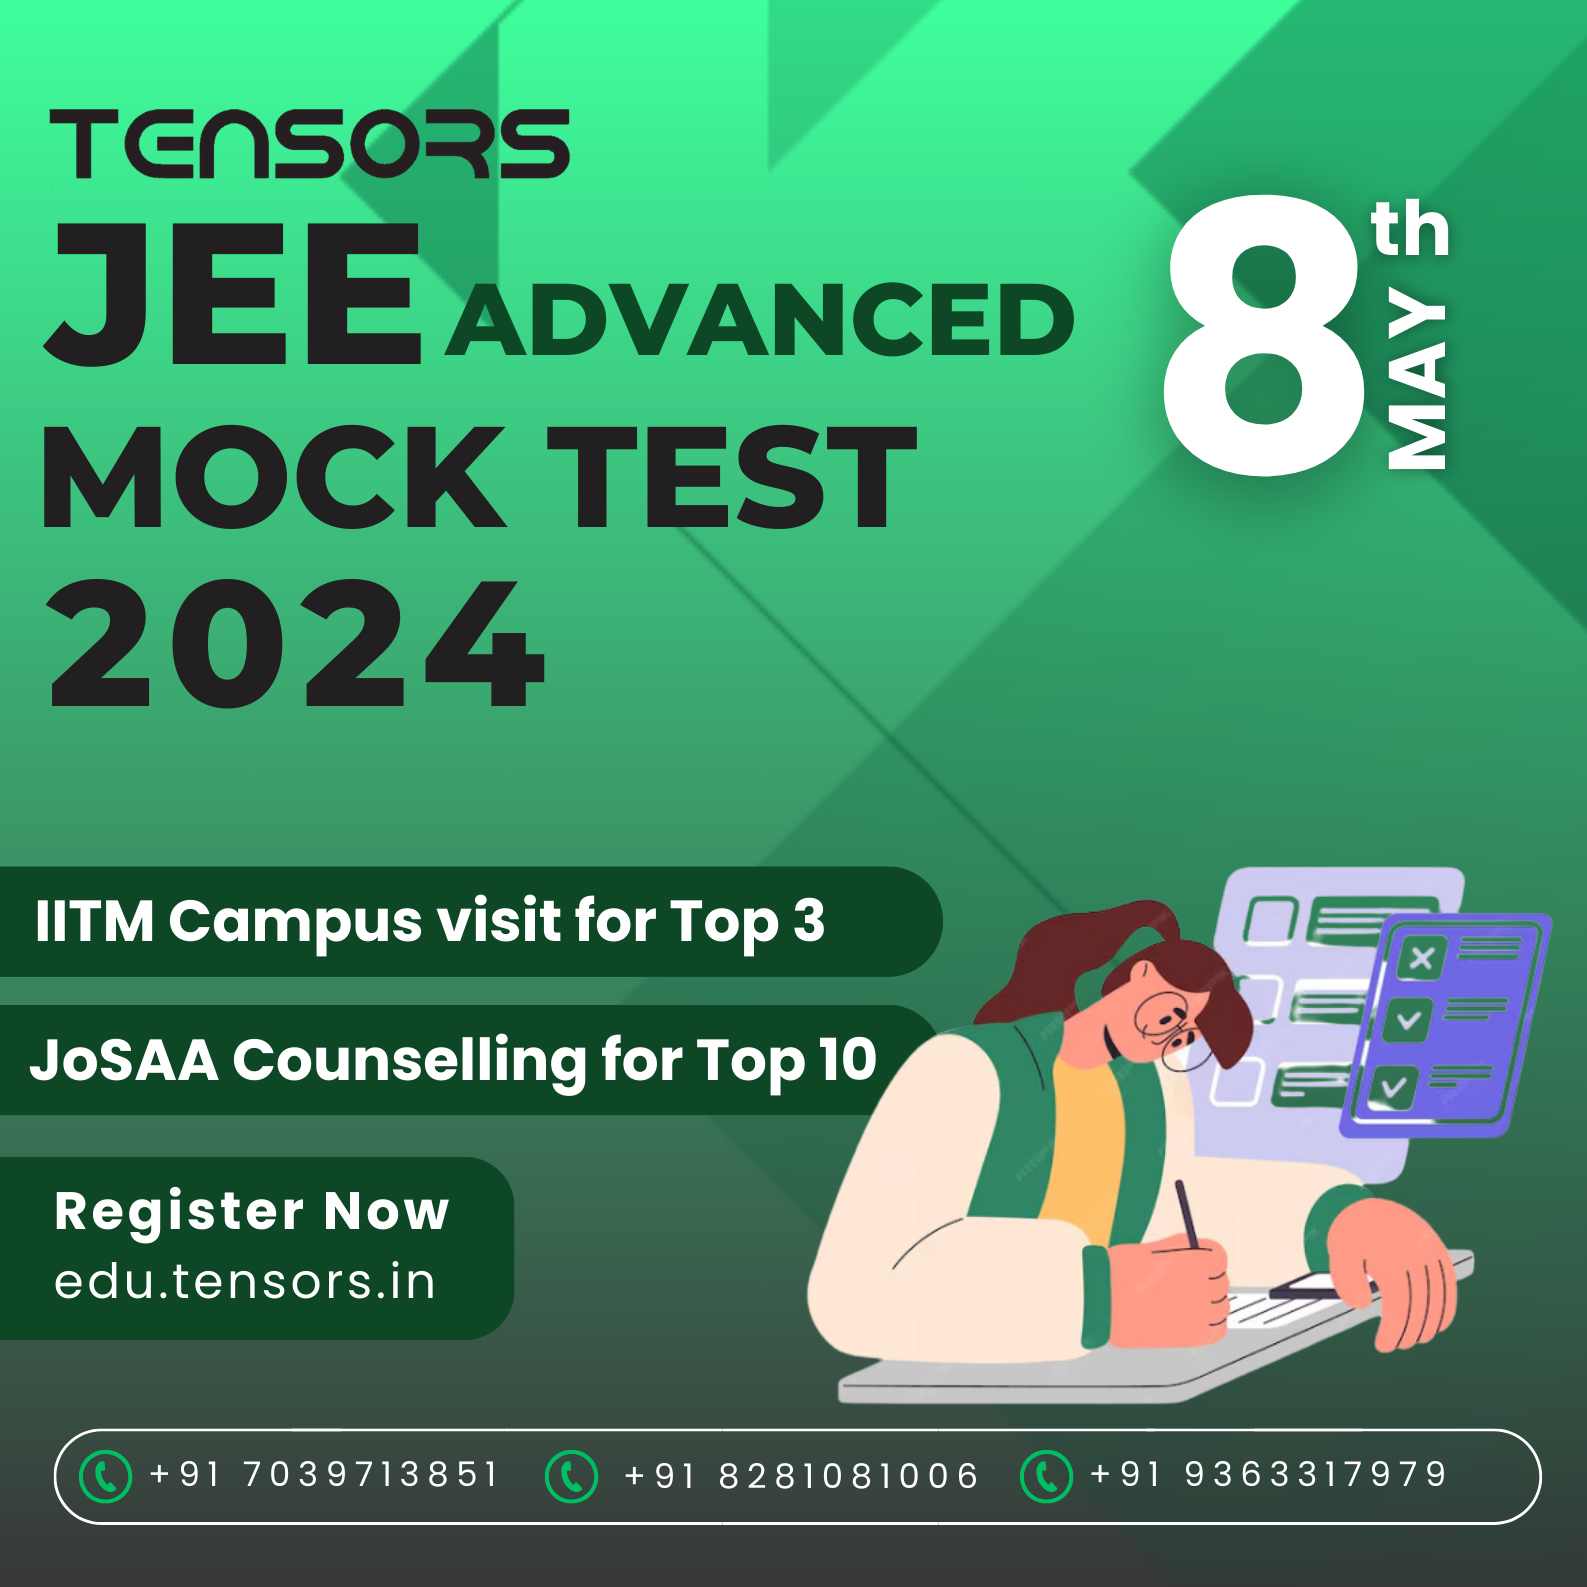 TENSORS
JEE ADVANCED
MOCK TEST
2024
8th
MAY
IITM Campus visit for Top 3
JoSAA Counselling for Top 10
Register Now
edu.tensors.in
+91 7039713851
+91 8281081006
+91 9363317979